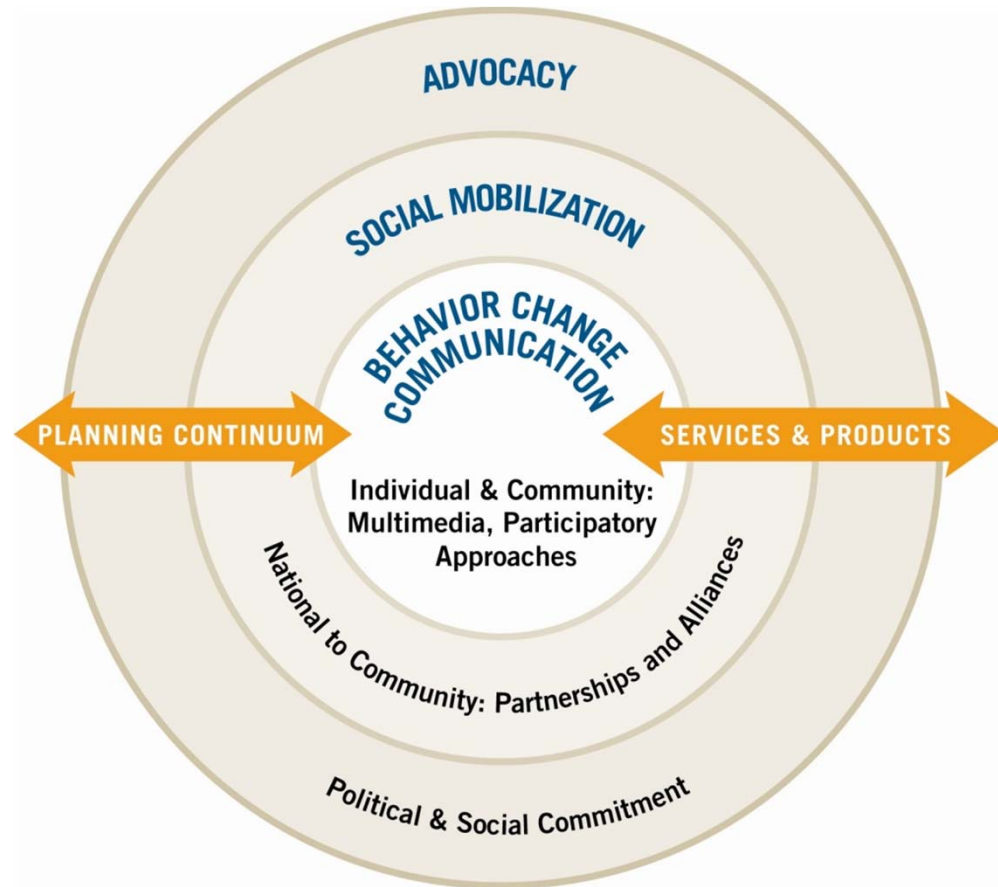 ADVOCACY
SOCIAL MOBILIZATION
BEHAVIOR CHANGE
COMMUNICATION
PLANNING CONTINUUM
SERVICES & PRODUCTS
Individual & Community:
Multimedia, Participatory
Approaches
National to Community: Partnerships and Alliances
Political & Social Commitment